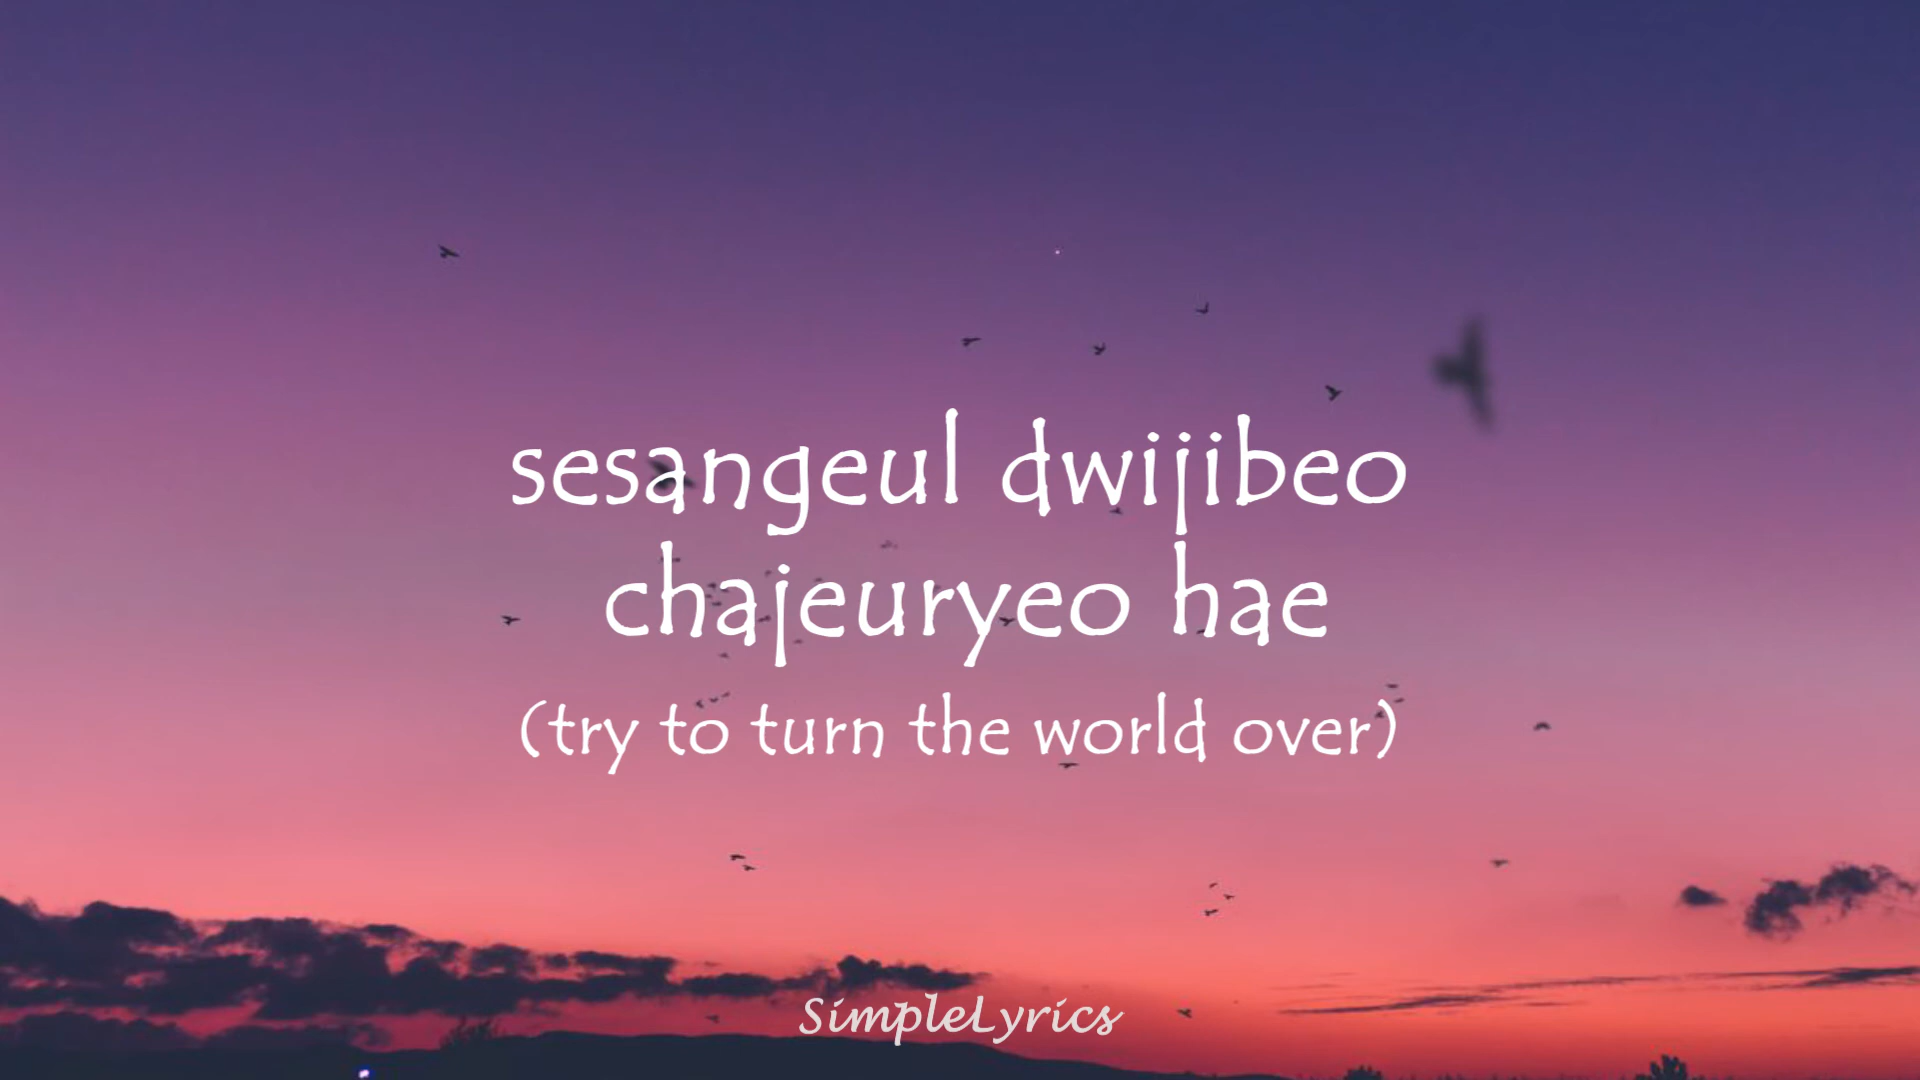 sesangeul dwijibeo
chajeuryeo hae
(try to turn the world over)
SimpleLyrics